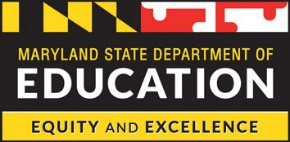 MARYLAND STATE DEPARTMENT OF
EDUCATION
EQUITY AND EXCELLENCE